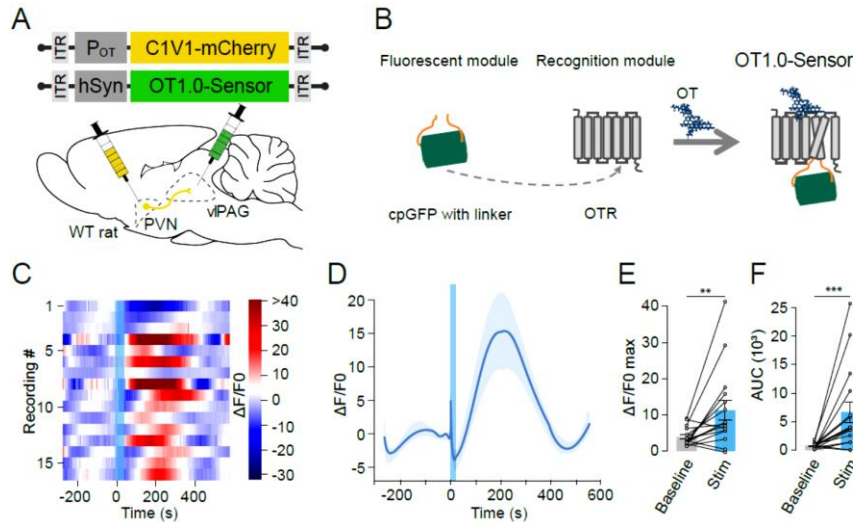 A
ITR P_OT C1V1-mCherry ITR
ITR hSyn OT1.0-Sensor ITR
WT rat PVN vlPAG
B
Fluorescent module Recognition module OT OT1.0-Sensor
cpGFP with linker OTR
C
1
5
10
15
Recording #
-200 0 200 400
Time (s)
>40
+30
+20
+10
0
-10
-20
-30
ΔF/F0
D
20
15
10
5
0
-5
ΔF/F0
-200 0 200 400 600
Time (s)
E
**
40
30
20
10
0
ΔF/F0 max
Baseline Stim
F
***
25
20
15
10
5
0
AUC (10³)
Baseline Stim